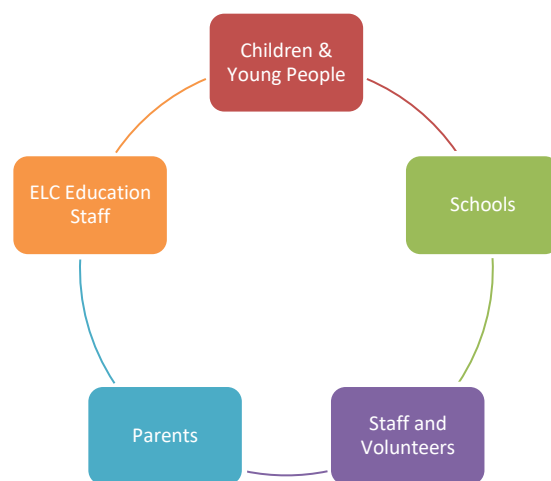 Children &
Young People
ELC Education
Staff
Schools
Parents
Staff and
Volunteers